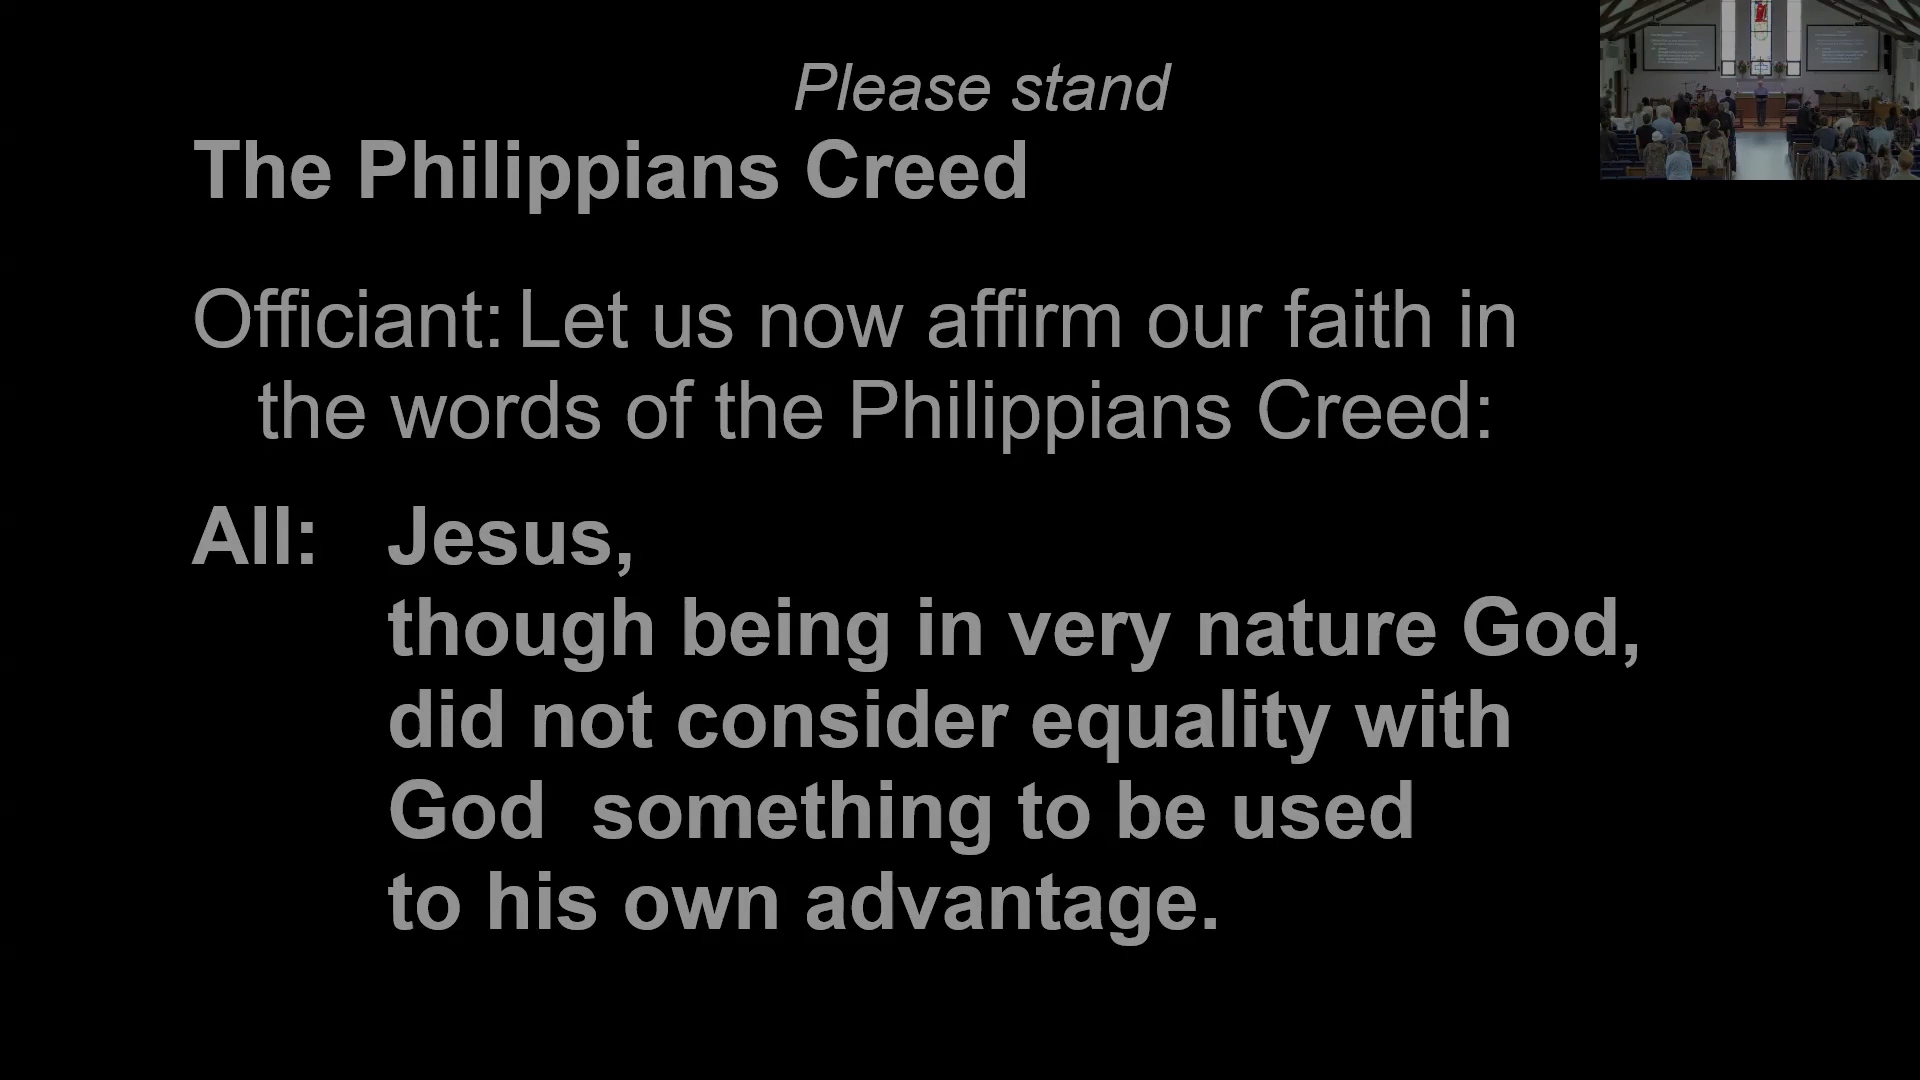 Please stand
The Philippians Creed
Officiant: Let us now affirm our faith in
the words of the Philippians Creed:
All: Jesus,
though being in very nature God,
did not consider equality with
God  something to be used
to his own advantage.